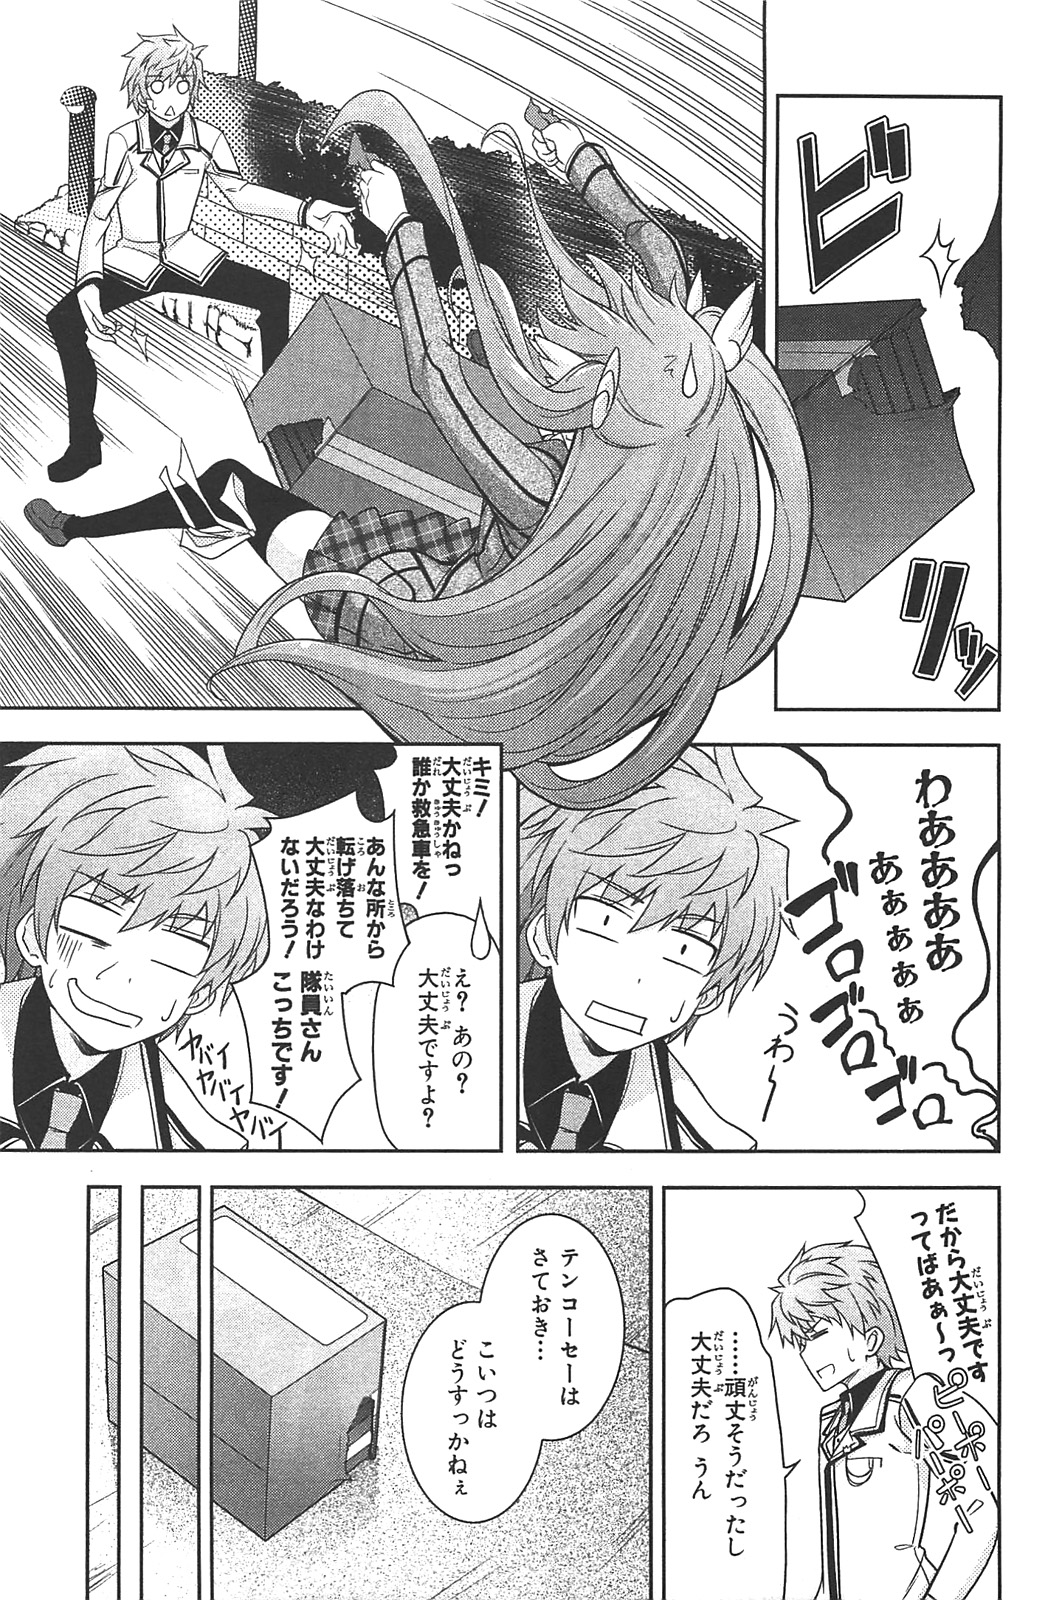 ビ
リッ
わああああ
あああああ
ゴロ
ゴロ
ゴロ
うわ〜
キミ！
大丈夫かねっ
誰か救急車を！
あんな所から
転げ落ちて
大丈夫なわけ
ないだろう！
隊員さん
こっちです！
え？あの？
大丈夫ですよ？
ヤバイ
ヤバイ
ヤバイ
だから大丈夫です
ってばあぁ〜っ
ピーポー
パーポー
……頑丈そうだったし
大丈夫だろ うん
テンコーセーは
さておき…
こいつは
どうすっかねぇ